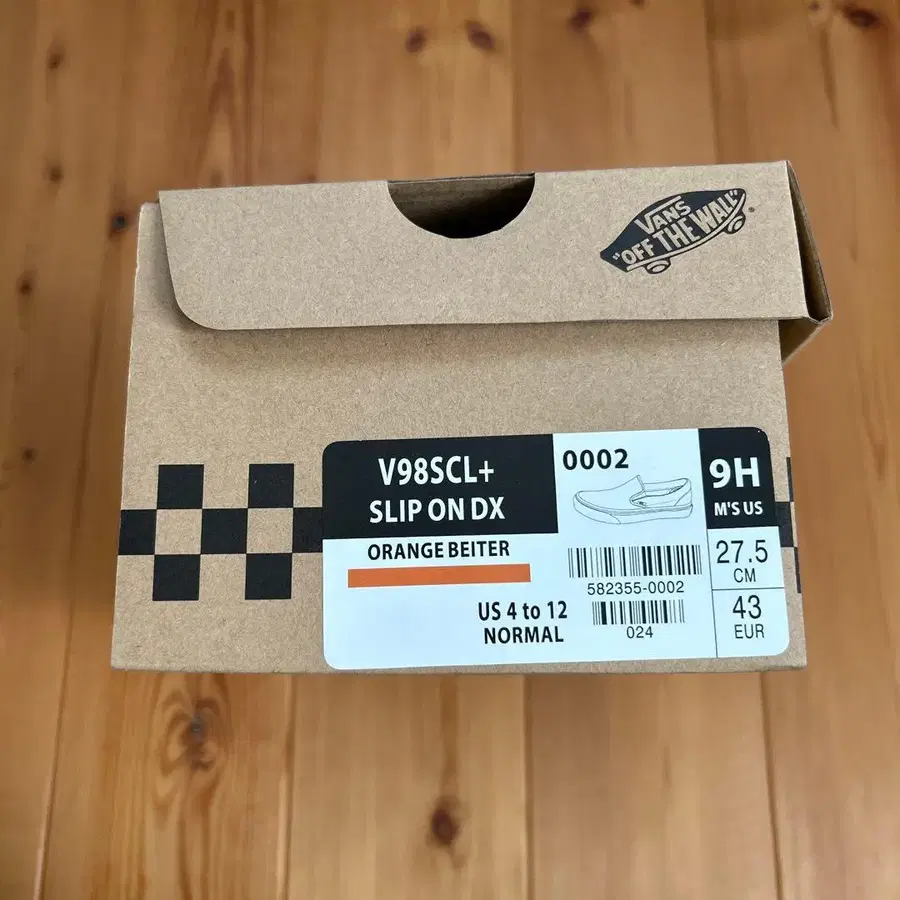 VANS
"OFF THE WALL"
V98SCL+
SLIP ON DX
ORANGE BEITER
US 4 to 12
NORMAL
0002
582355-0002
024
9H
M'S US
27.5
CM
43
EUR